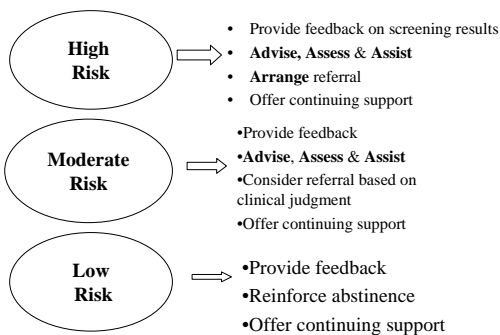 High
Risk
• Provide feedback on screening results
• Advise, Assess & Assist
• Arrange referral
• Offer continuing support
Moderate
Risk
•Provide feedback
•Advise, Assess & Assist
•Consider referral based on
clinical judgment
•Offer continuing support
Low
Risk
•Provide feedback
•Reinforce abstinence
•Offer continuing support